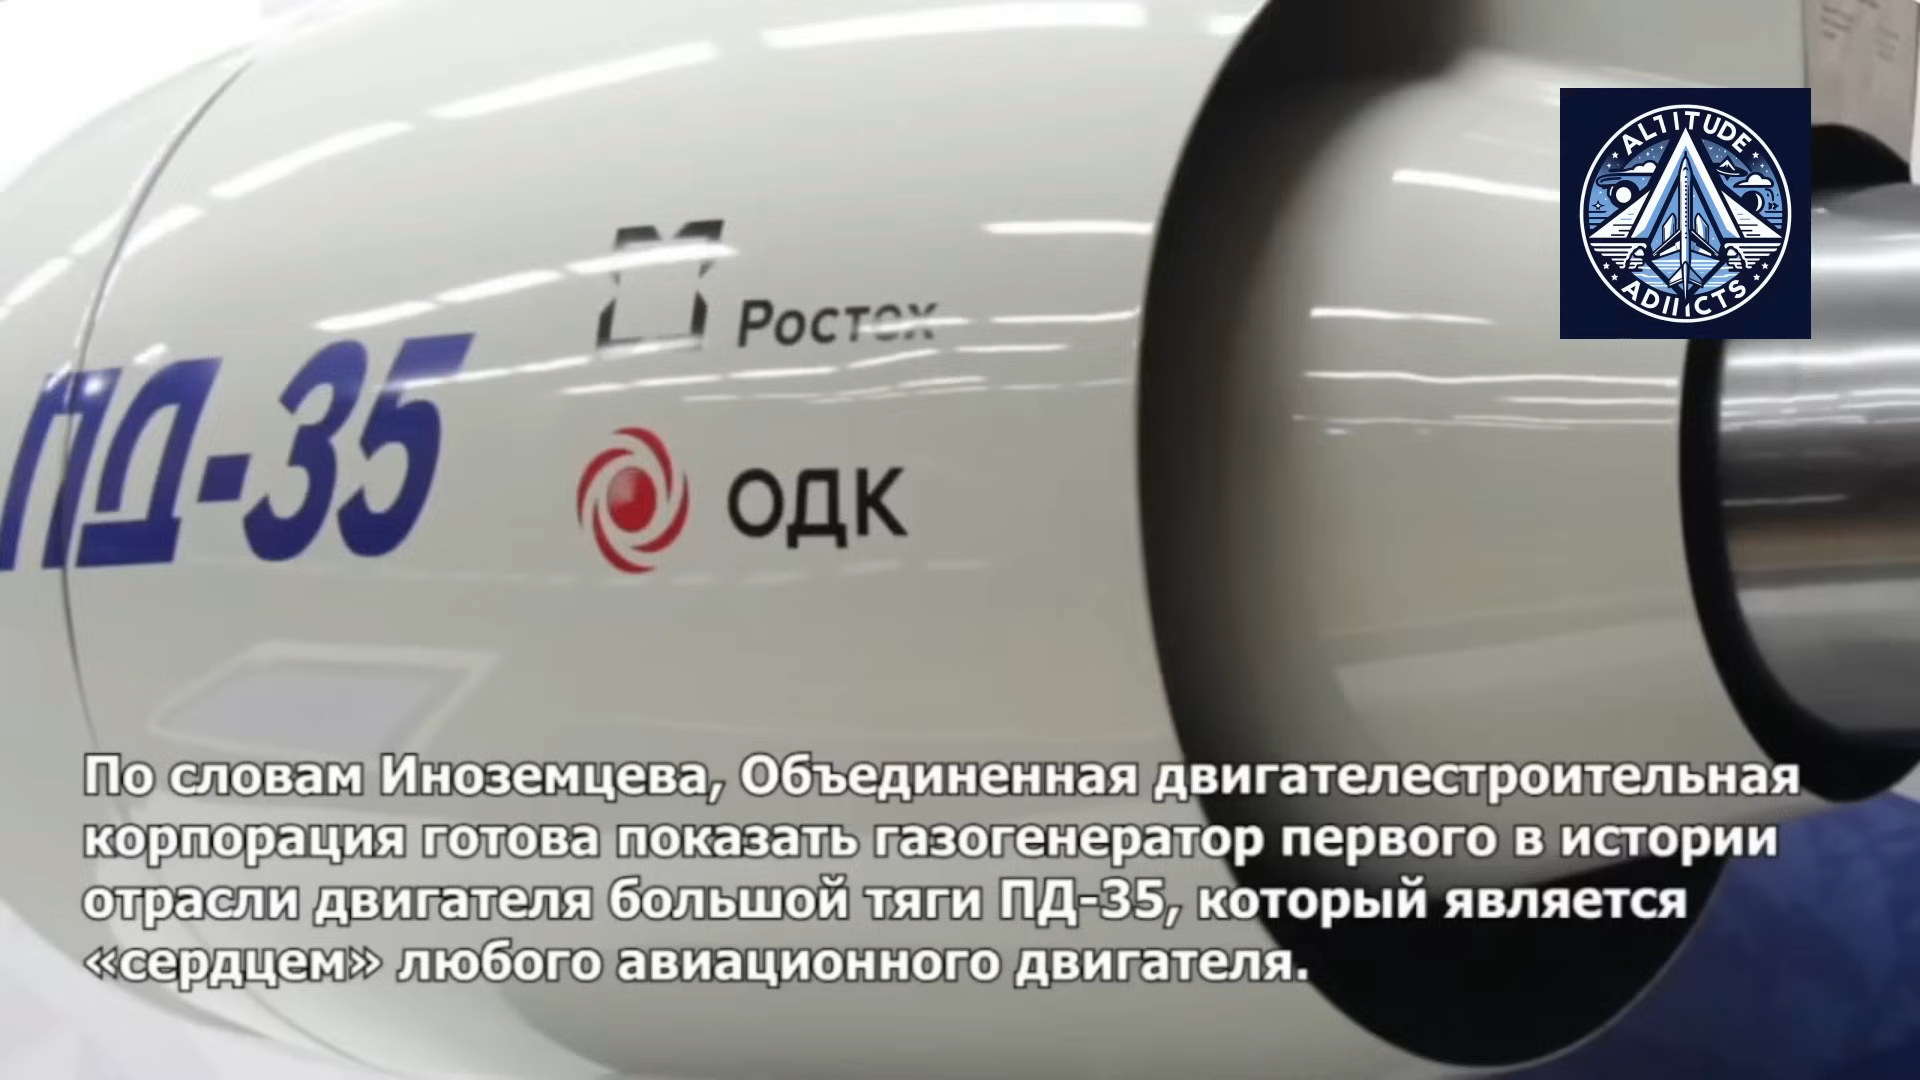 ALTITUDE
ADIICTS
Ростех
ПД-35
ОДК
По словам Иноземцева, Объединенная двигателестроительная
корпорация готова показать газогенератор первого в истории
отрасли двигателя большой тяги ПД-35, который является
«сердцем» любого авиационного двигателя.